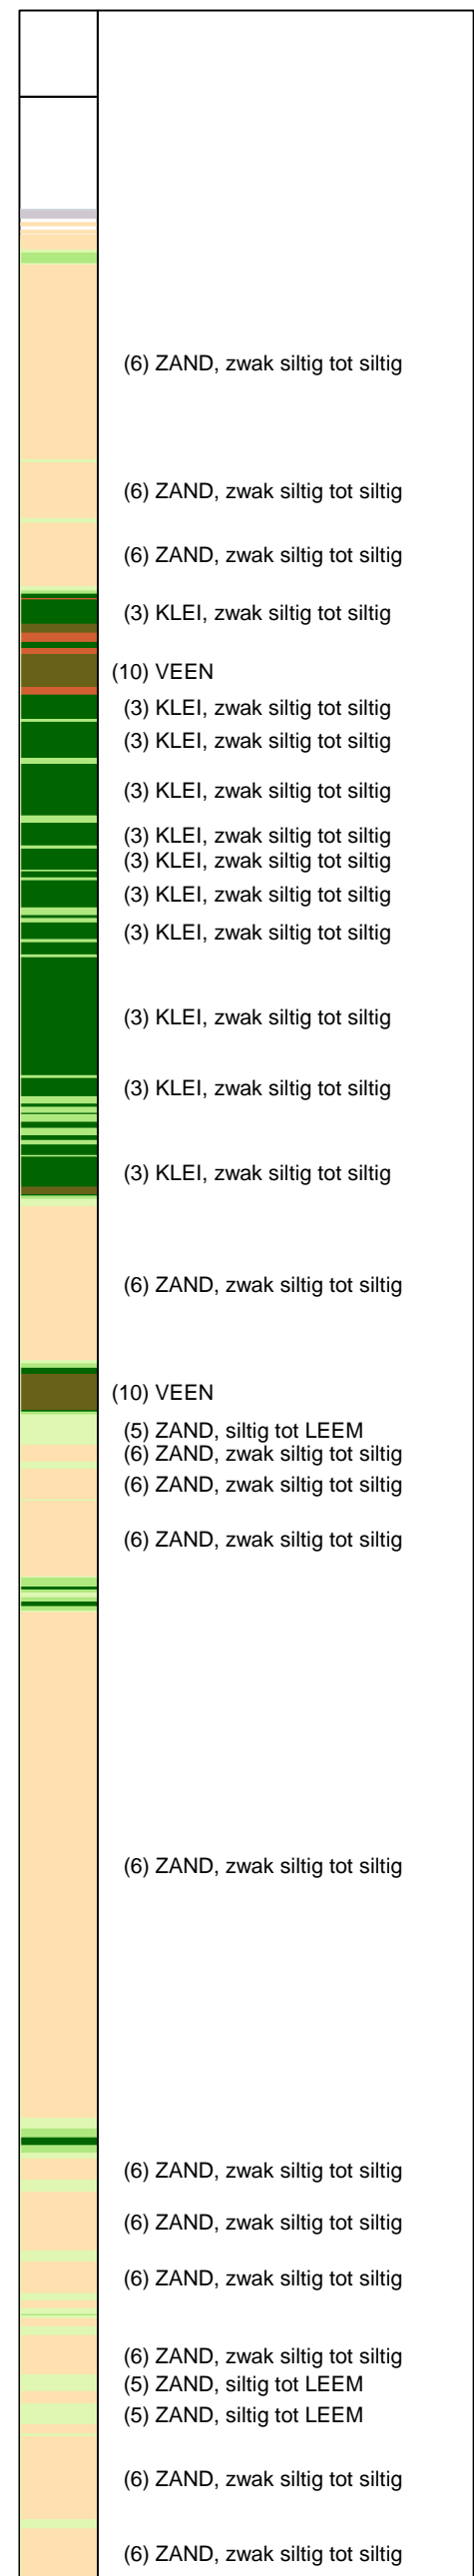 (6) ZAND, zwak siltig tot siltig
(6) ZAND, zwak siltig tot siltig
(6) ZAND, zwak siltig tot siltig
(3) KLEI, zwak siltig tot siltig
(10) VEEN
(3) KLEI, zwak siltig tot siltig
(3) KLEI, zwak siltig tot siltig
(3) KLEI, zwak siltig tot siltig
(3) KLEI, zwak siltig tot siltig
(3) KLEI, zwak siltig tot siltig
(3) KLEI, zwak siltig tot siltig
(3) KLEI, zwak siltig tot siltig
(3) KLEI, zwak siltig tot siltig
(3) KLEI, zwak siltig tot siltig
(3) KLEI, zwak siltig tot siltig
(6) ZAND, zwak siltig tot siltig
(10) VEEN
(5) ZAND, siltig tot LEEM
(6) ZAND, zwak siltig tot siltig
(6) ZAND, zwak siltig tot siltig
(6) ZAND, zwak siltig tot siltig
(6) ZAND, zwak siltig tot siltig
(6) ZAND, zwak siltig tot siltig
(6) ZAND, zwak siltig tot siltig
(6) ZAND, zwak siltig tot siltig
(6) ZAND, zwak siltig tot siltig
(5) ZAND, siltig tot LEEM
(5) ZAND, siltig tot LEEM
(6) ZAND, zwak siltig tot siltig
(6) ZAND, zwak siltig tot siltig